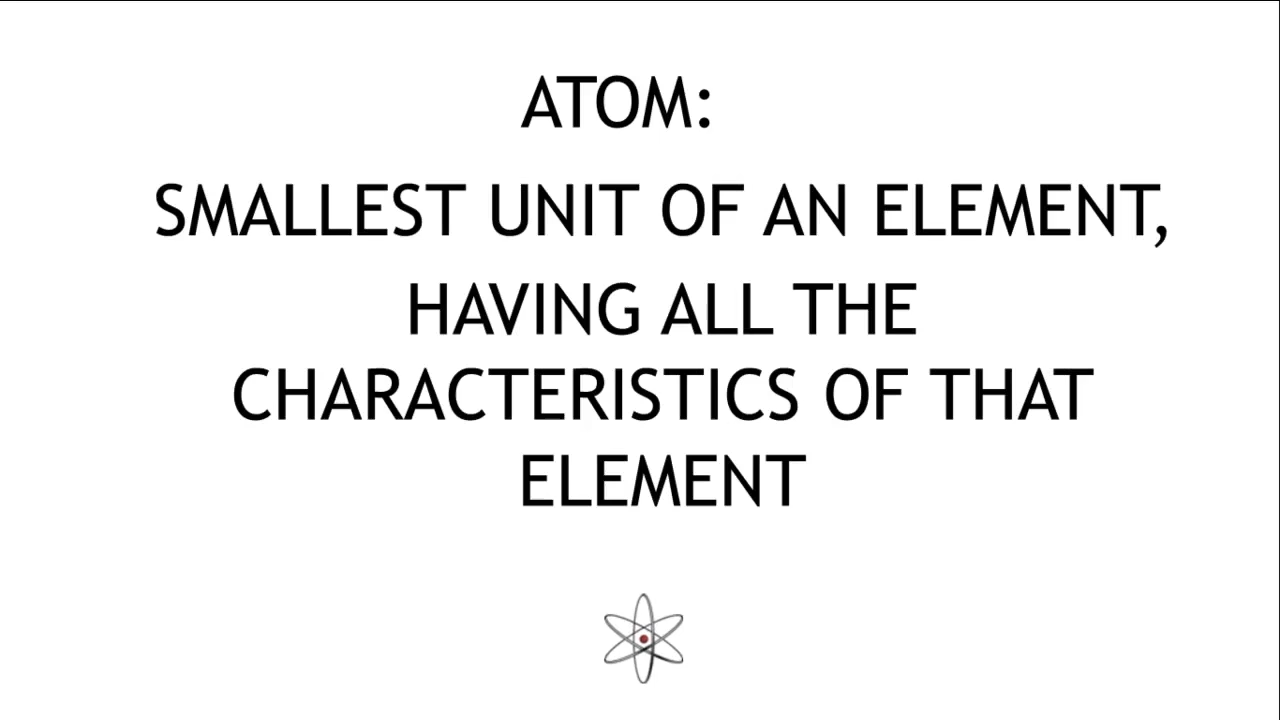 ATOM:
SMALLEST UNIT OF AN ELEMENT,
HAVING ALL THE
CHARACTERISTICS OF THAT
ELEMENT